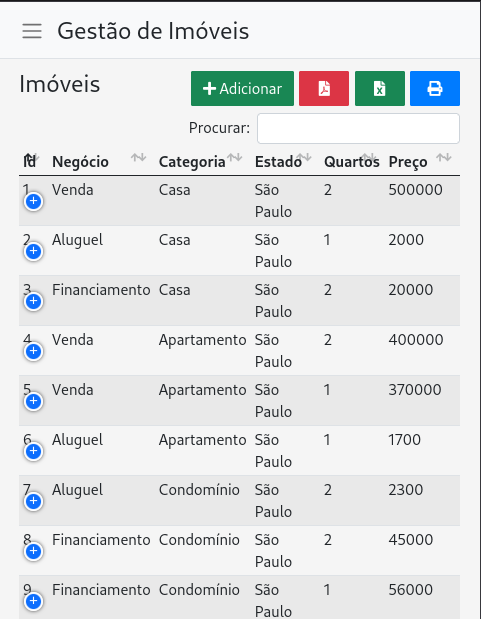 Gestão de Imóveis
Imóveis
Adicionar
Procurar:
Id Negócio Categoria Estado Quartos Preço
1 Venda Casa São Paulo 2 500000
2 Aluguel Casa São Paulo 1 2000
3 Financiamento Casa São Paulo 2 20000
4 Venda Apartamento São Paulo 2 400000
5 Venda Apartamento São Paulo 1 370000
6 Aluguel Apartamento São Paulo 1 1700
7 Aluguel Condomínio São Paulo 2 2300
8 Financiamento Condomínio São Paulo 2 45000
9 Financiamento Condomínio São Paulo 1 56000